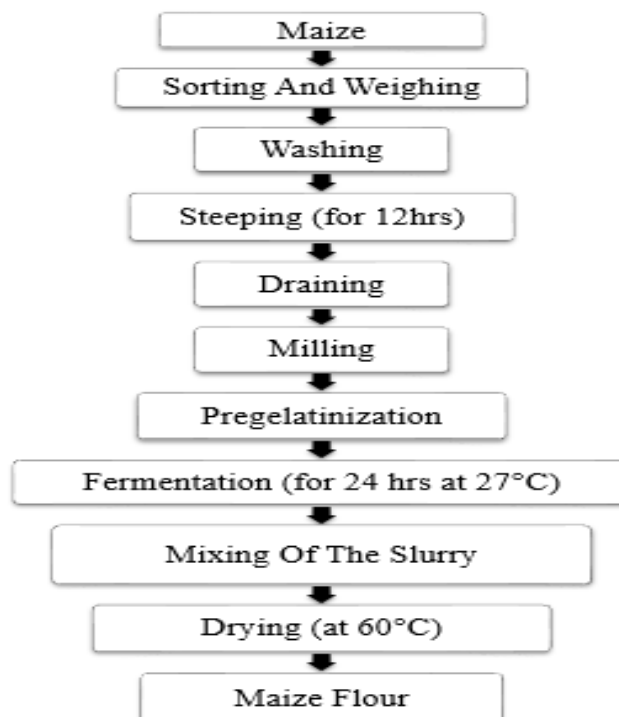 Maize
Sorting And Weighing
Washing
Steeping (for 12hrs)
Draining
Milling
Pregelatinization
Fermentation (for 24 hrs at 27°C)
Mixing Of The Slurry
Drying (at 60°C)
Maize Flour